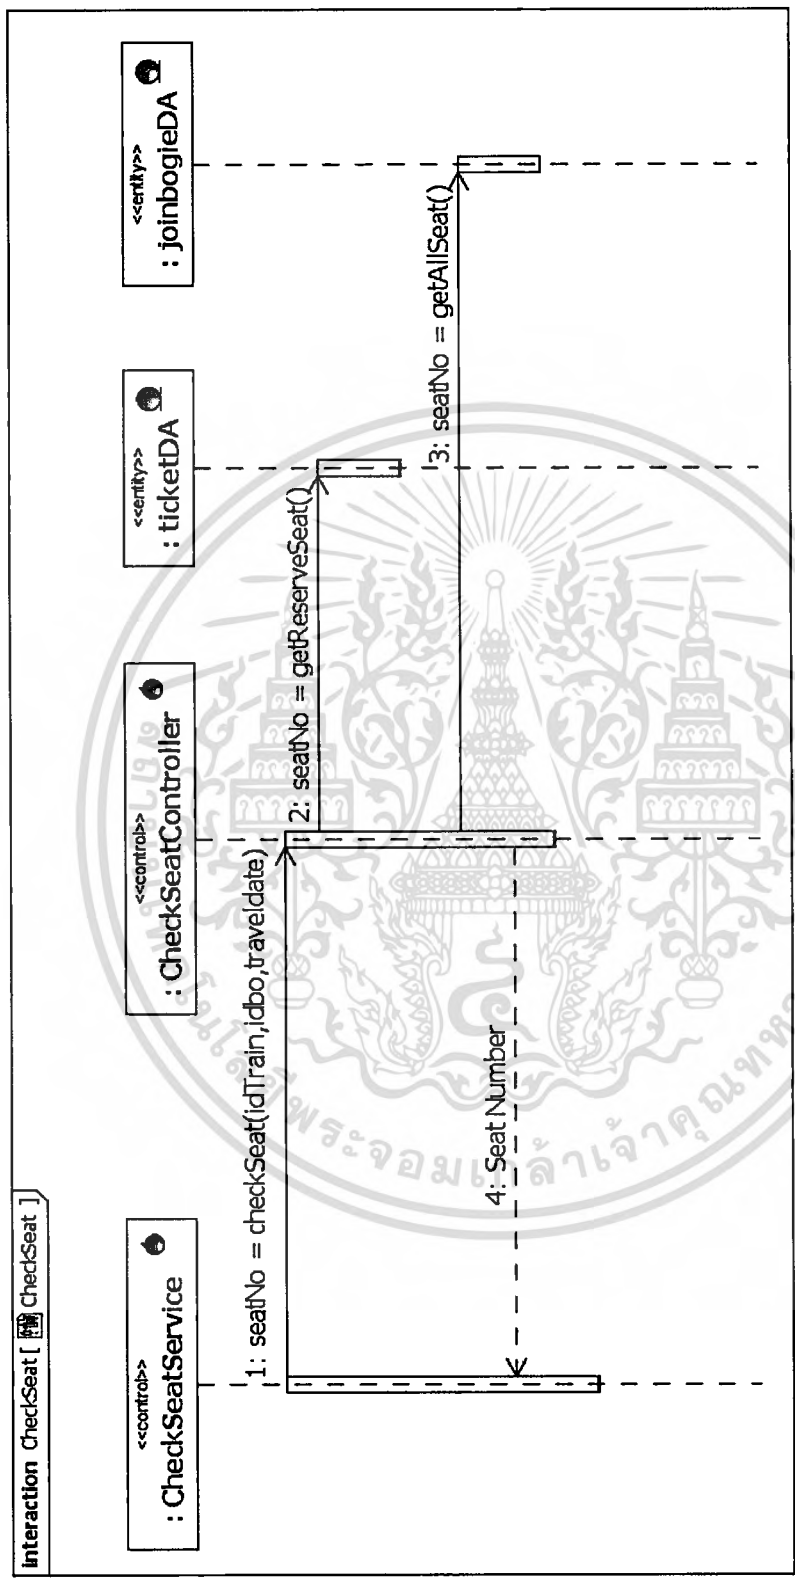 interaction CheckSeat [ CheckSeat ]
<<control>>
: CheckSeatService
<<control>>
: CheckSeatController
<<entity>>
: ticketDA
<<entity>>
: joinbogieDA
1: seatNo = checkSeat(idTrain,idbo,traveldate)
2: seatNo = getReserveSeat()
3: seatNo = getAllSeat()
4: Seat Number